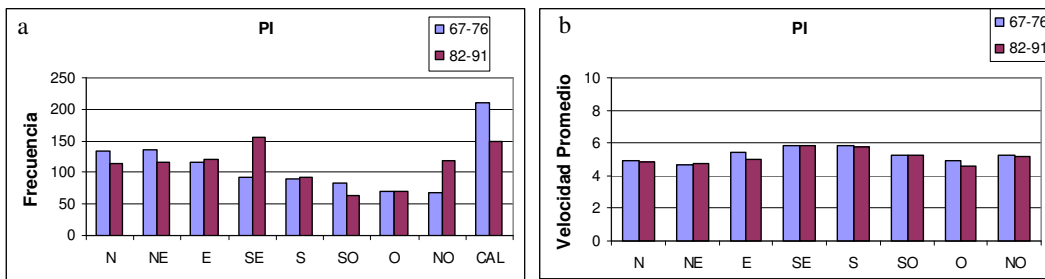 a
PI
67-76
82-91
Frecuencia
250
200
150
100
50
0
N NE E SE S SO O NO CAL
b
PI
67-76
82-91
Velocidad Promedio
10
8
6
4
2
0
N NE E SE S SO O NO